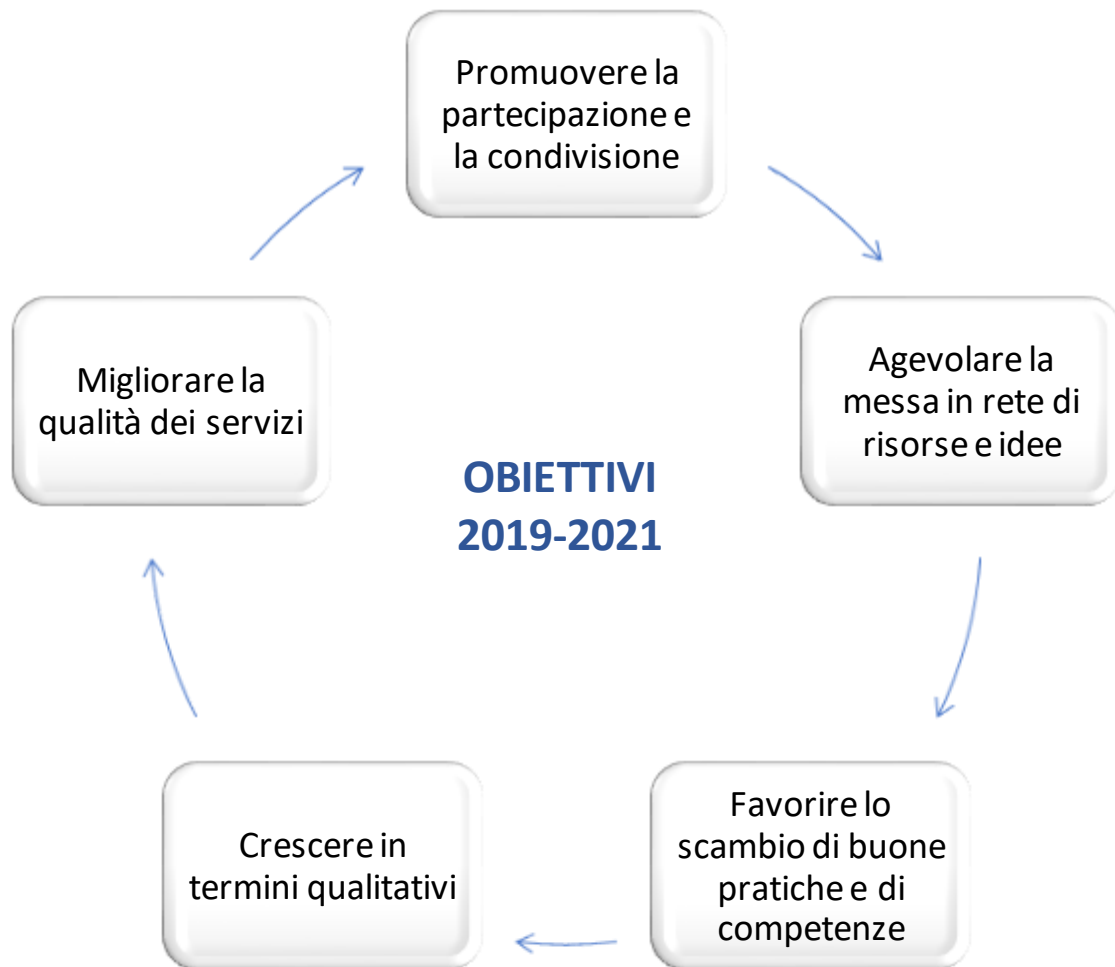 Promuovere la
partecipazione e
la condivisione
Agevolare la
messa in rete di
risorse e idee
Favorire lo
scambio di buone
pratiche e di
competenze
Crescere in
termini qualitativi
Migliorare la
qualità dei servizi
OBIETTIVI
2019-2021